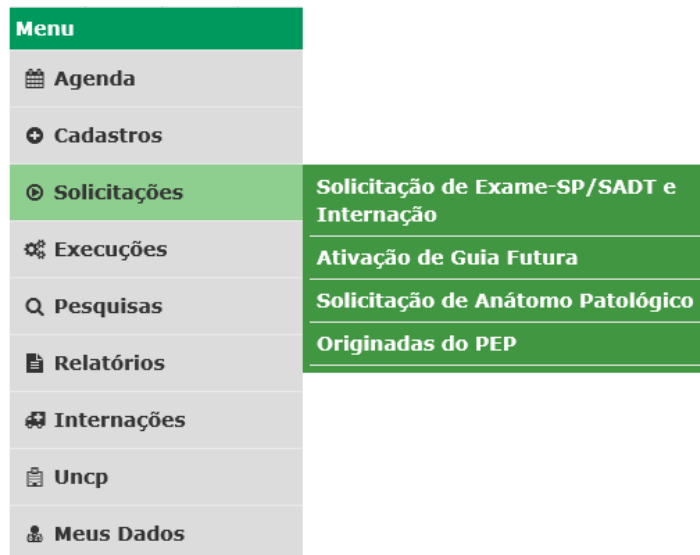 Menu
Agenda
Cadastros
Solicitações
Solicitação de Exame-SP/SADT e
Internação
Ativação de Guia Futura
Solicitação de Anátomo Patológico
Originadas do PEP
Execuções
Pesquisas
Relatórios
Internações
Uncp
Meus Dados